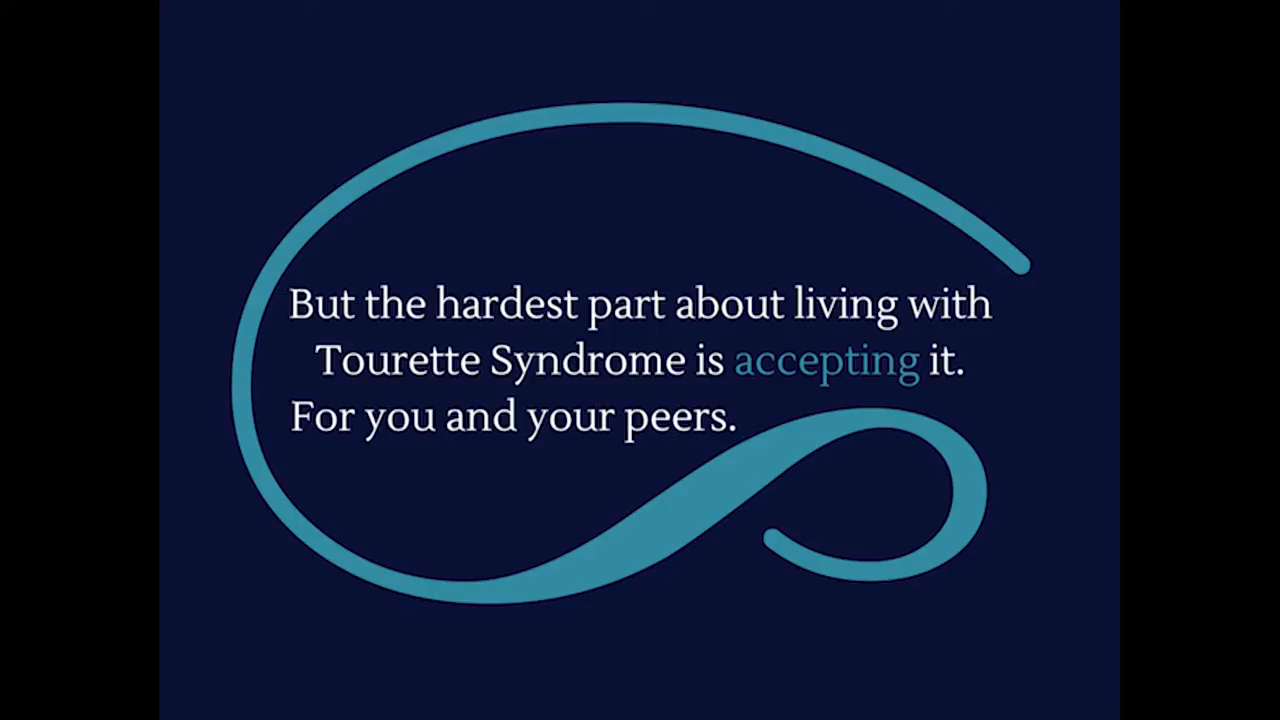 But the hardest part about living with
Tourette Syndrome is accepting it.
For you and your peers.